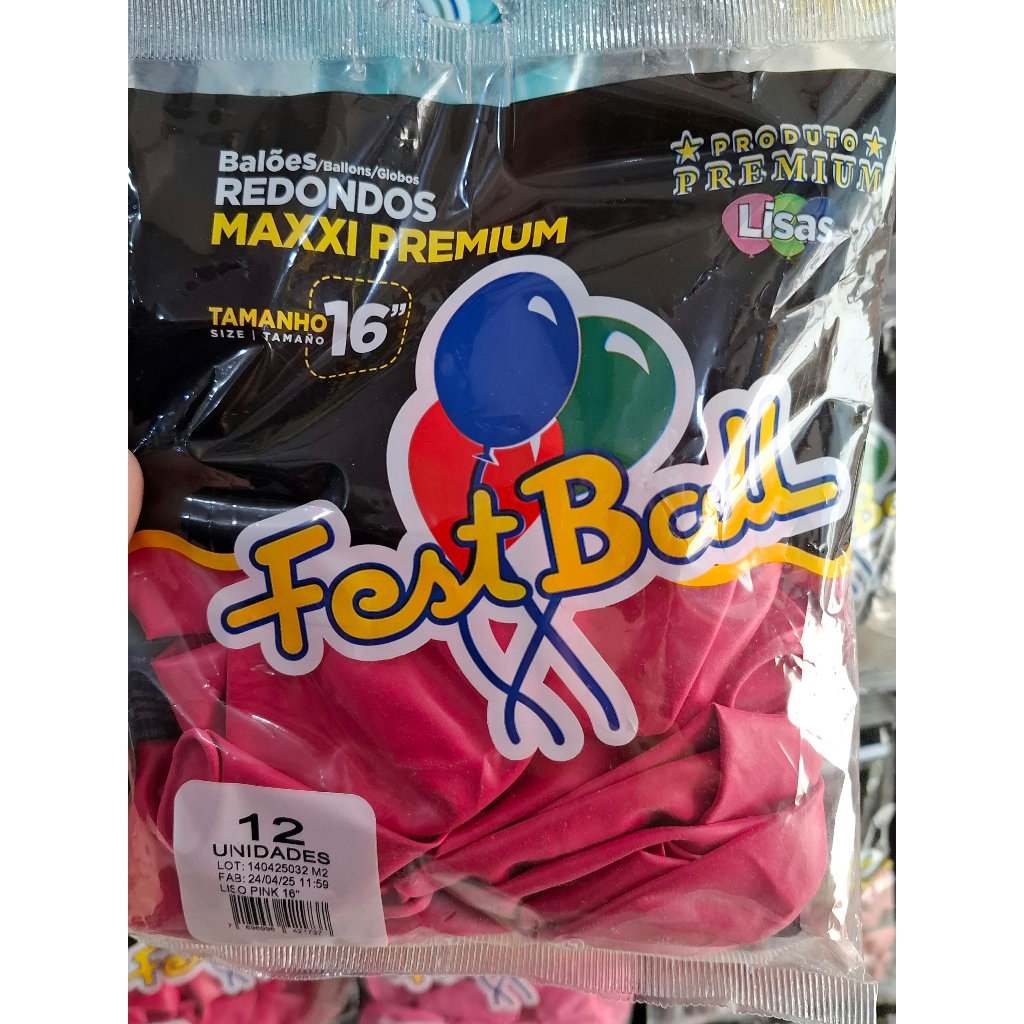 Balões/Ballons/Globos
REDONDOS
MAXXI PREMIUM
TAMANHO 16”
SIZE | TAMAÑO
PRODUTO
PREMIUM
Lisas
Fest Ball
12
UNIDADES
LOT: 140425032 M2
FAB: 24/04/25 11:59
LISO PINK 16"